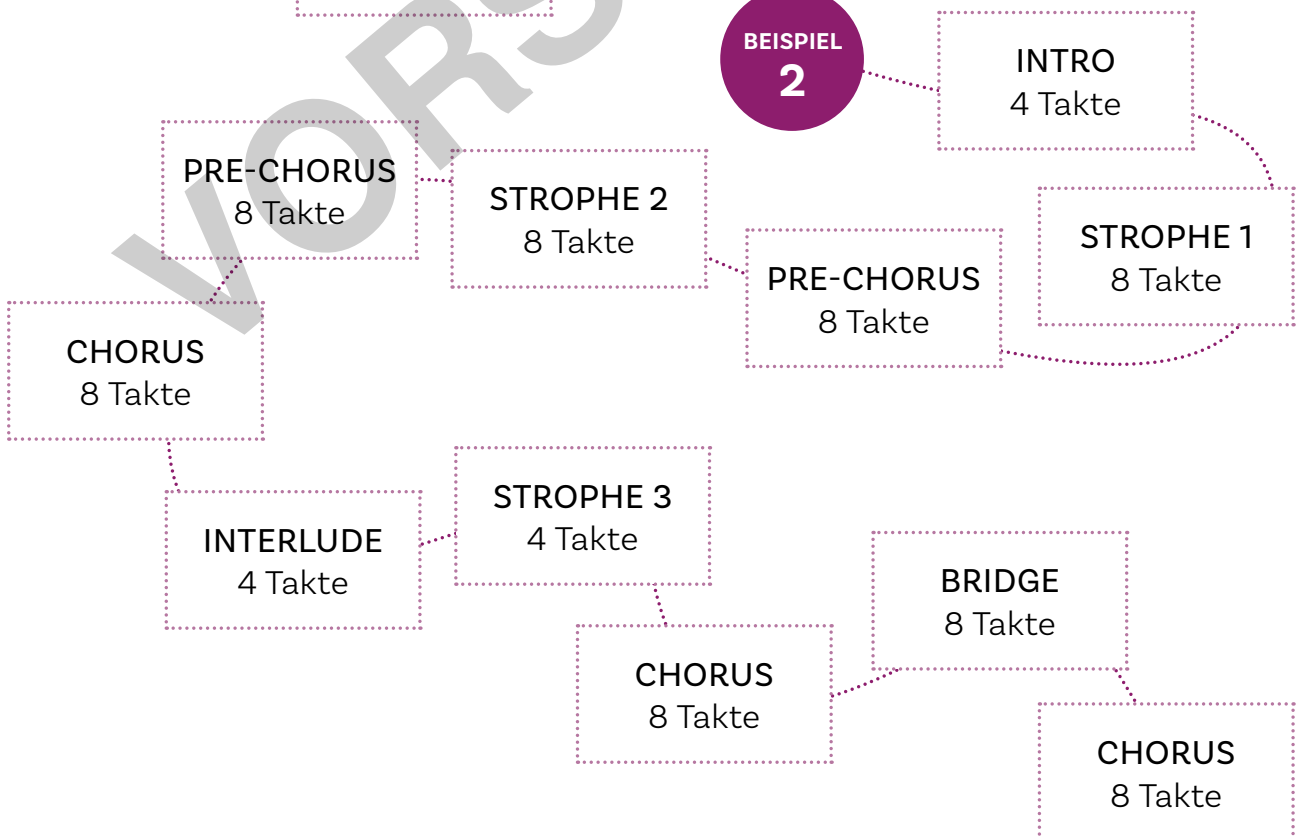 BEISPIEL
2
INTRO
4 Takte
STROPHE 1
8 Takte
PRE-CHORUS
8 Takte
STROPHE 2
8 Takte
PRE-CHORUS
8 Takte
CHORUS
8 Takte
INTERLUDE
4 Takte
STROPHE 3
4 Takte
CHORUS
8 Takte
BRIDGE
8 Takte
CHORUS
8 Takte
VORS